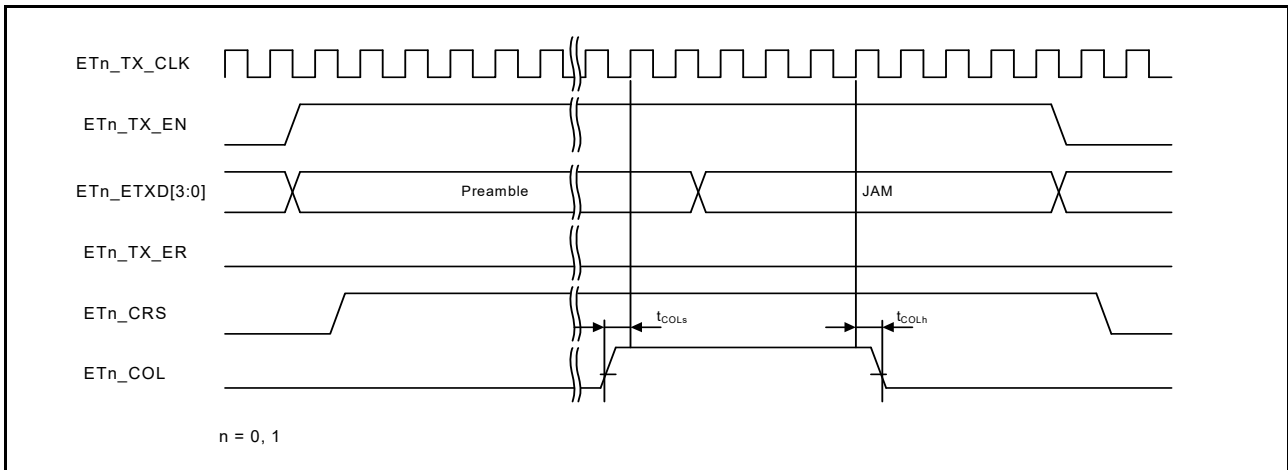 ETn_TX_CLK
ETn_TX_EN
ETn_ETXD[3:0]
Preamble
JAM
ETn_TX_ER
ETn_CRS
tCOLs
tCOLh
ETn_COL
n = 0, 1